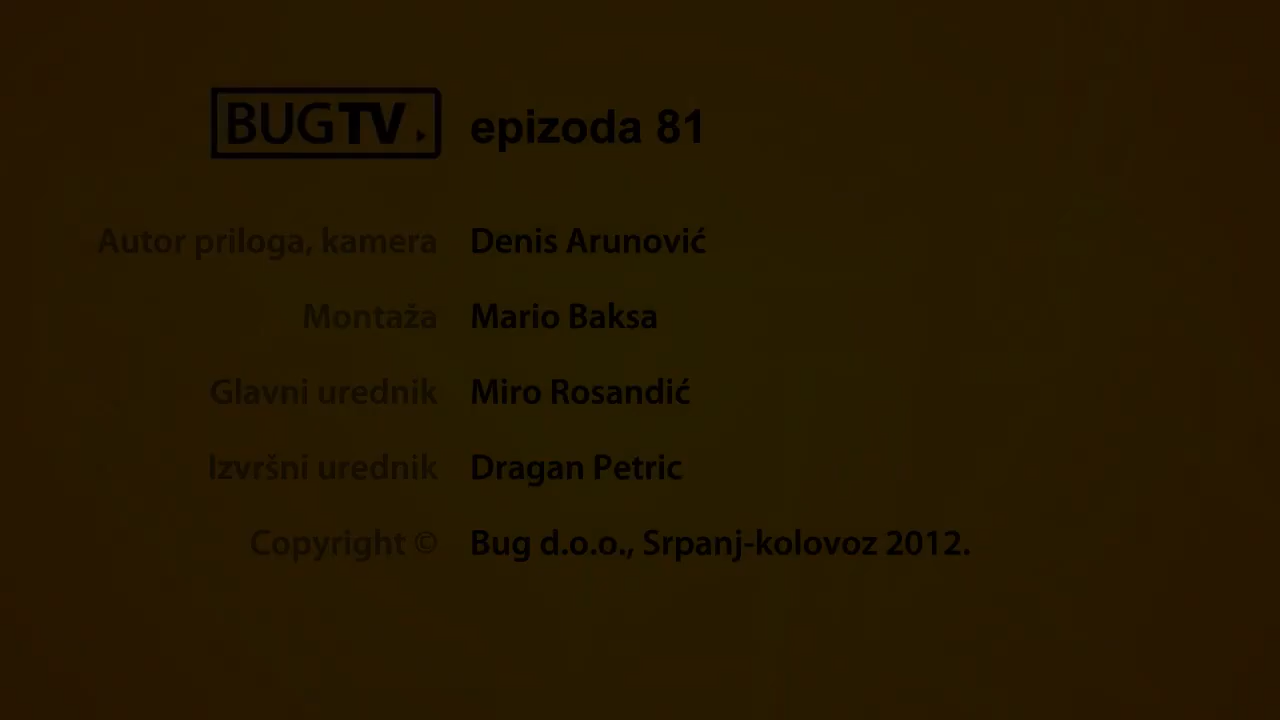 BUGTV epizoda 81
Autor priloga, kamera Denis Arunović
Montaža Mario Baksa
Glavni urednik Miro Rosandić
Izvršni urednik Dragan Petric
Copyright © Bug d.o.o., Srpanj-kolovoz 2012.